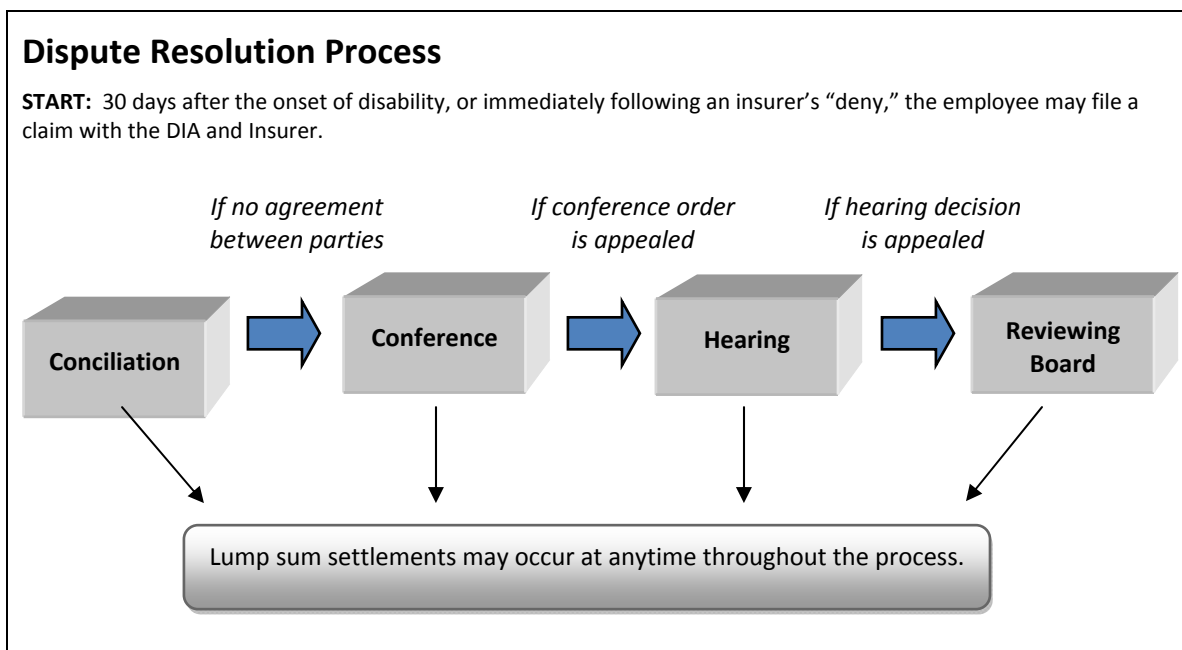 Dispute Resolution Process
START:  30 days after the onset of disability, or immediately following an insurer’s “deny,” the employee may file a
claim with the DIA and Insurer.
If no agreement
between parties
If conference order
is appealed
If hearing decision
is appealed
Conciliation
Conference
Hearing
Reviewing
Board
Lump sum settlements may occur at anytime throughout the process.